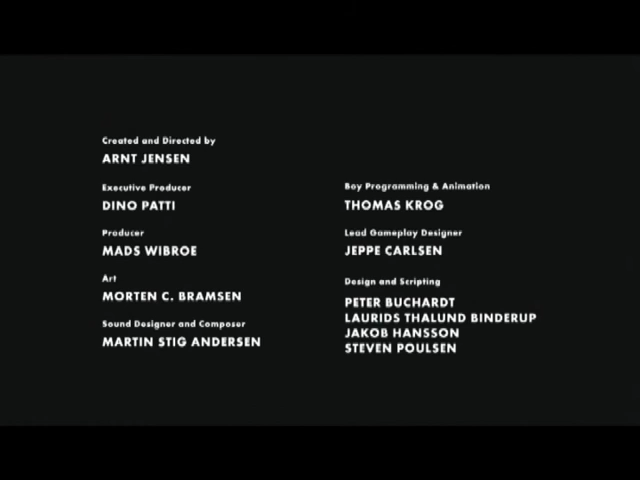 Created and Directed by
ARNT JENSEN
Executive Producer
DINO PATTI
Producer
MADS WIBROE
Art
MORTEN C. BRAMSEN
Sound Designer and Composer
MARTIN STIG ANDERSEN
Boy Programming & Animation
THOMAS KROG
Lead Gameplay Designer
JEPPE CARLSEN
Design and Scripting
PETER BUCHARDT
LAURIDS THALUND BINDERUP
JAKOB HANSSON
STEVEN POULSEN